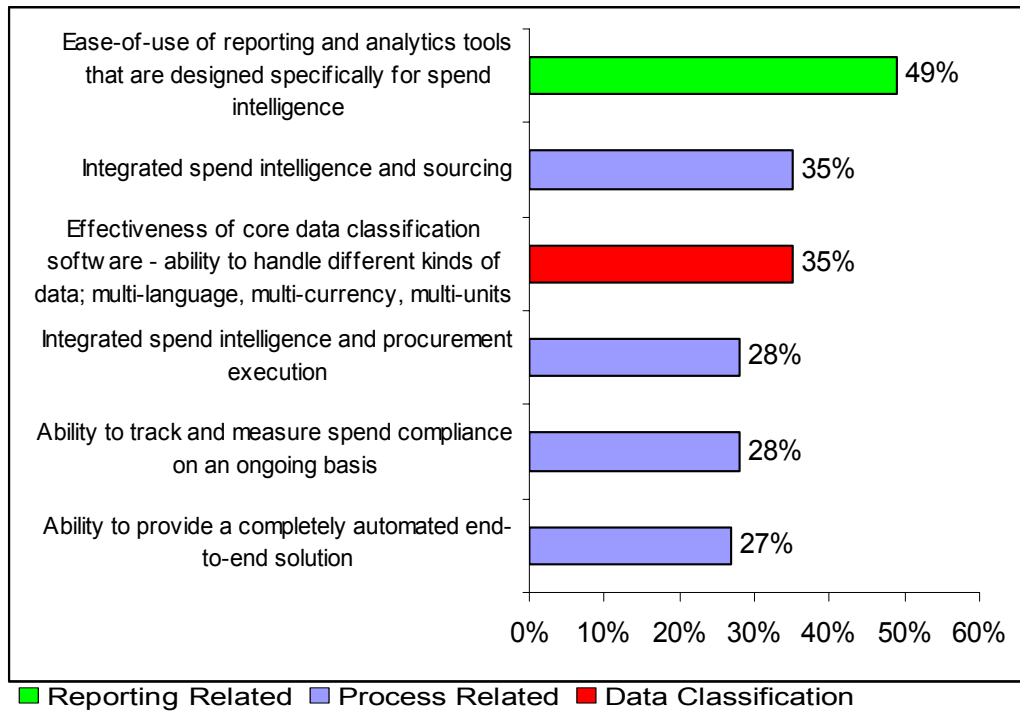 Ease-of-use of reporting and analytics tools
that are designed specifically for spend
intelligence
49%
Integrated spend intelligence and sourcing
35%
Effectiveness of core data classification
software - ability to handle different kinds of
data; multi-language, multi-currency, multi-units
35%
Integrated spend intelligence and procurement
execution
28%
Ability to track and measure spend compliance
on an ongoing basis
28%
Ability to provide a completely automated end-
to-end solution
27%
0% 10% 20% 30% 40% 50% 60%
Reporting Related Process Related Data Classification